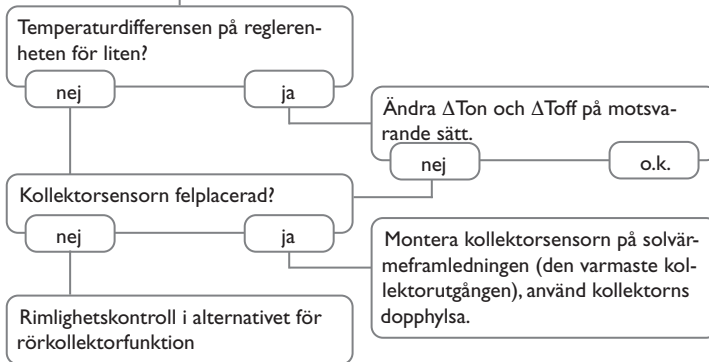 Temperaturdifferensen på regleren-
heten för liten?
nej
ja
Ändra ΔTon och ΔToff på motsva-
rande sätt.
nej
o.k.
Kollektorsensorn felplacerad?
nej
ja
Montera kollektorsensorn på solvär-
meframledningen (den varmaste kol-
lektorutgången), använd kollektorns
dopphylsa.
Rimlighetskontroll i alternativet för
rörkollektorfunktion